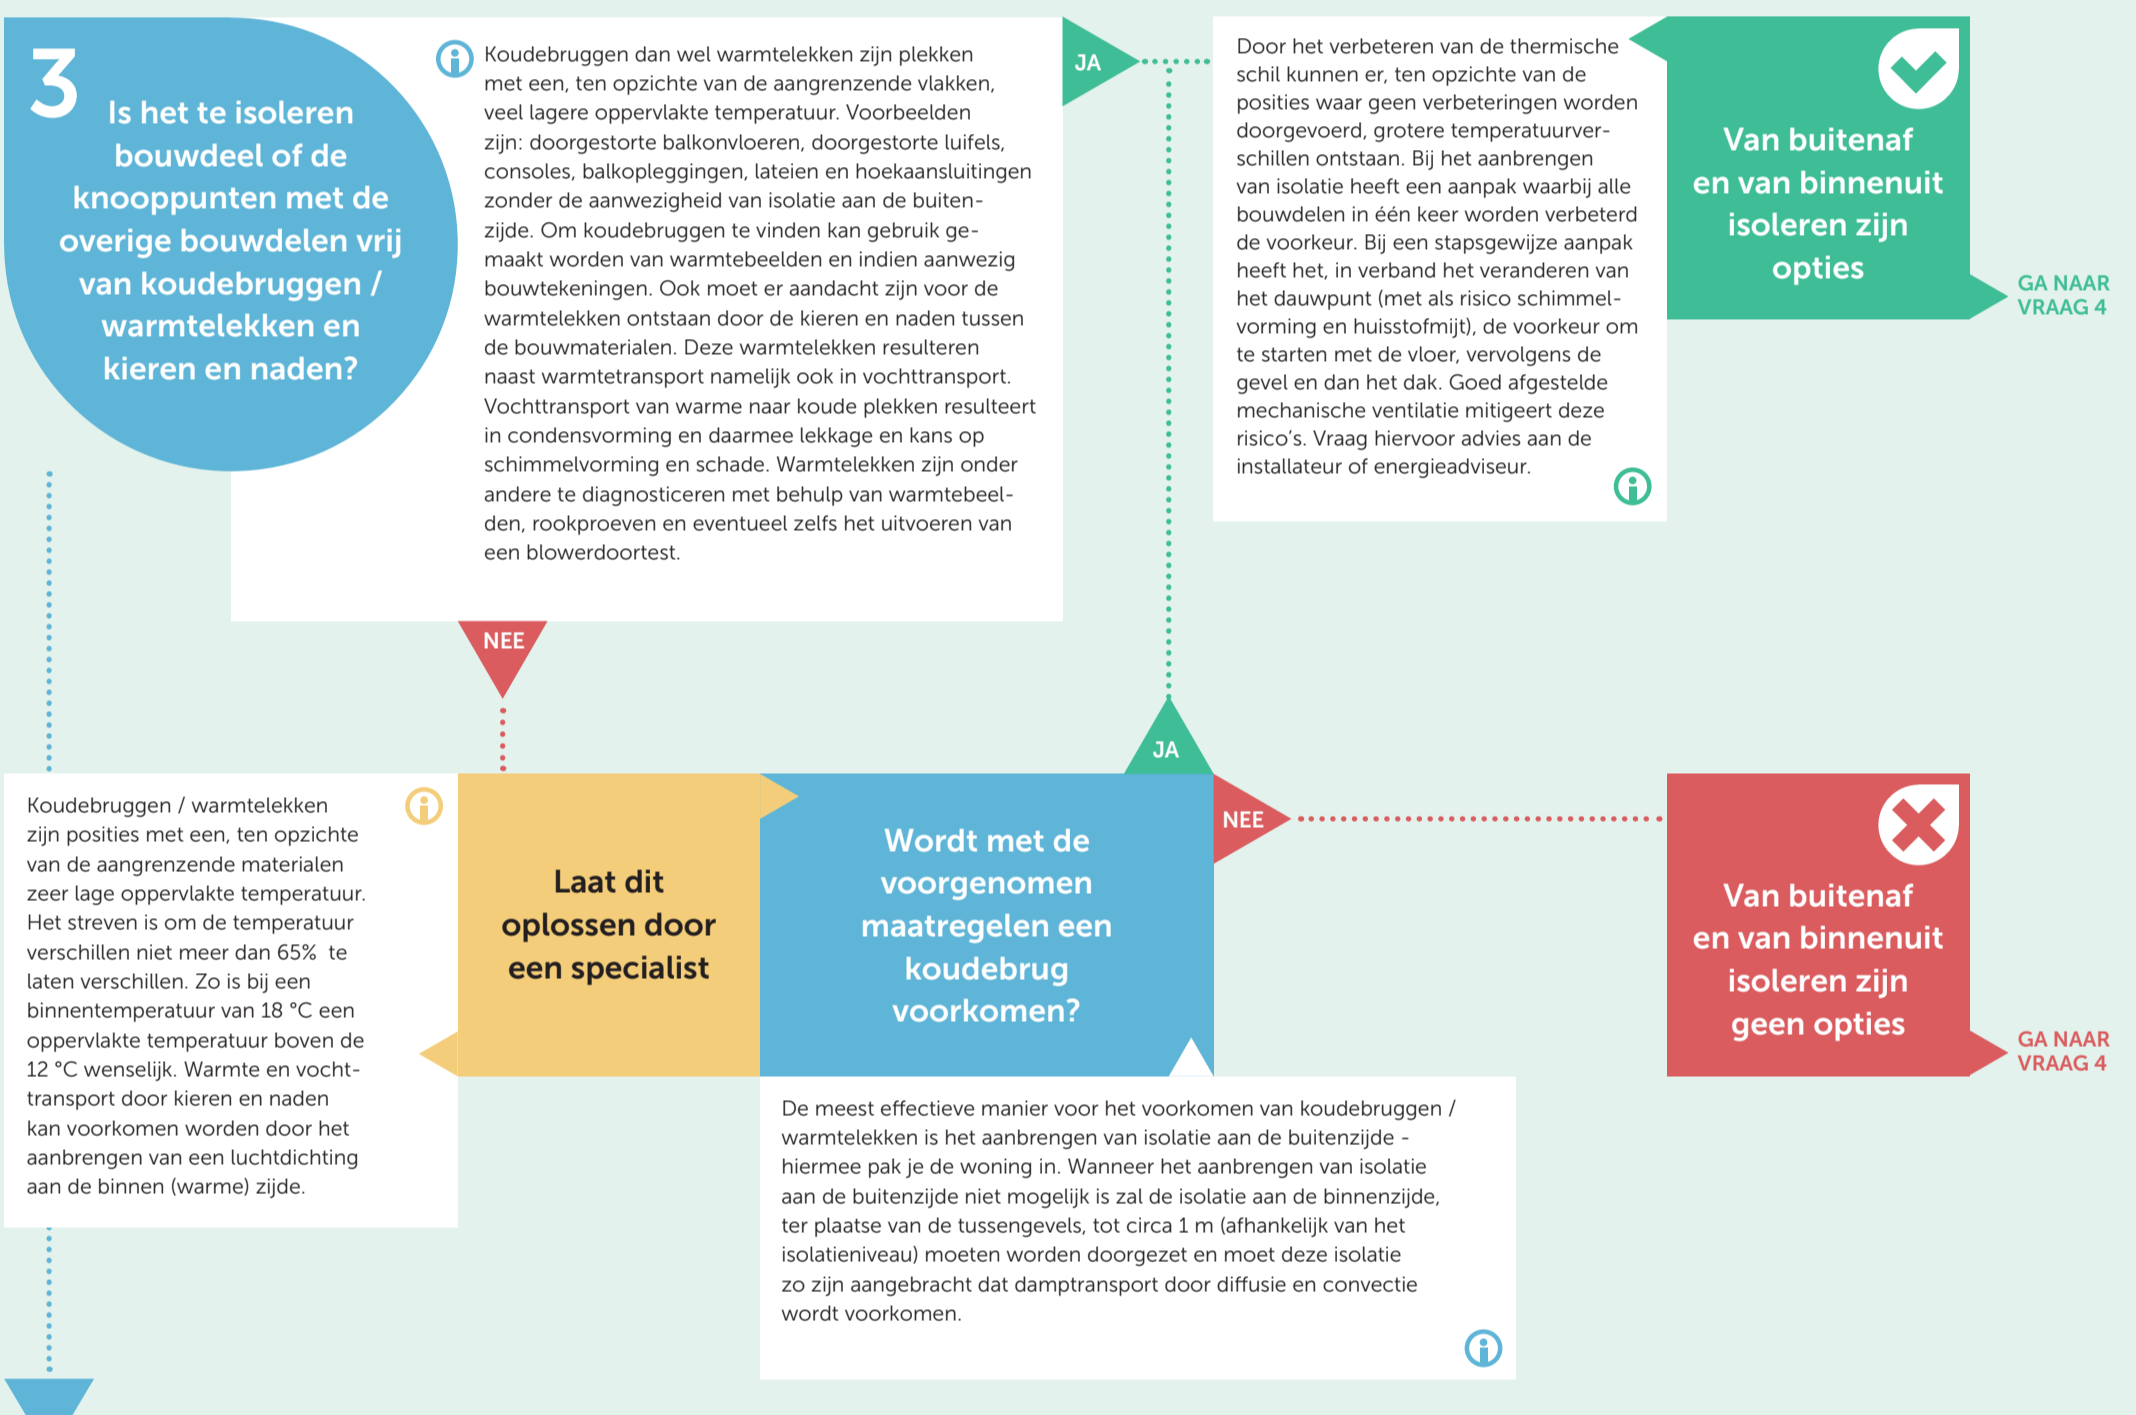 3
Is het te isoleren
bouwdeel of de
knooppunten met de
overige bouwdelen vrij
van koudebruggen /
warmtelekken en
kieren en naden?
Koudebruggen dan wel warmtelekken zijn plekken
met een, ten opzichte van de aangrenzende vlakken,
veel lagere oppervlakte temperatuur. Voorbeelden
zijn: doorgestorte balkonvloeren, doorgestorte luifels,
consoles, balkopleggingen, lateien en hoekaansluitingen
zonder de aanwezigheid van isolatie aan de buiten-
zijde. Om koudebruggen te vinden kan gebruik ge-
maakt worden van warmtebeelden en indien aanwezig
bouwtekeningen. Ook moet er aandacht zijn voor de
warmtelekken ontstaan door de kieren en naden tussen
de bouwmaterialen. Deze warmtelekken resulteren
naast warmtetransport namelijk ook in vochttransport.
Vochttransport van warme naar koude plekken resulteert
in condensvorming en daarmee lekkage en kans op
schimmelvorming en schade. Warmtelekken zijn onder
andere te diagnosticeren met behulp van warmtebeel-
den, rookproeven en eventueel zelfs het uitvoeren van
een blowerdoortest.
JA
Door het verbeteren van de thermische
schil kunnen er, ten opzichte van de
posities waar geen verbeteringen worden
doorgevoerd, grotere temperatuurver-
schillen ontstaan. Bij het aanbrengen
van isolatie heeft een aanpak waarbij alle
bouwdelen in één keer worden verbeterd
de voorkeur. Bij een stapsgewijze aanpak
heeft het, in verband het veranderen van
het dauwpunt (met als risico schimmel-
vorming en huisstofmijt), de voorkeur om
te starten met de vloer, vervolgens de
gevel en dan het dak. Goed afgestelde
mechanische ventilatie mitigeert deze
risico's. Vraag hiervoor advies aan de
installateur of energieadviseur.
Van buitenaf
en van binnenuit
isoleren zijn
opties
GA NAAR
VRAAG 4
NEE
JA
Koudebruggen / warmtelekken
zijn posities met een, ten opzichte
van de aangrenzende materialen
zeer lage oppervlakte temperatuur.
Het streven is om de temperatuur
verschillen niet meer dan 65% te
laten verschillen. Zo is bij een
binnentemperatuur van 18 °C een
oppervlakte temperatuur boven de
12 °C wenselijk. Warmte en vocht-
transport door kieren en naden
kan voorkomen worden door het
aanbrengen van een luchtdichting
aan de binnen (warme) zijde.
Laat dit
oplossen door
een specialist
Wordt met de
voorgenomen
maatregelen een
koudebrug
voorkomen?
NEE
Van buitenaf
en van binnenuit
isoleren zijn
geen opties
GA NAAR
VRAAG 4
De meest effectieve manier voor het voorkomen van koudebruggen /
warmtelekken is het aanbrengen van isolatie aan de buitenzijde -
hiermee pak je de woning in. Wanneer het aanbrengen van isolatie
aan de buitenzijde niet mogelijk is zal de isolatie aan de binnenzijde,
ter plaatse van de tussengevels, tot circa 1 m (afhankelijk van het
isolatieniveau) moeten worden doorgezet en moet deze isolatie
zo zijn aangebracht dat damptransport door diffusie en convectie
wordt voorkomen.